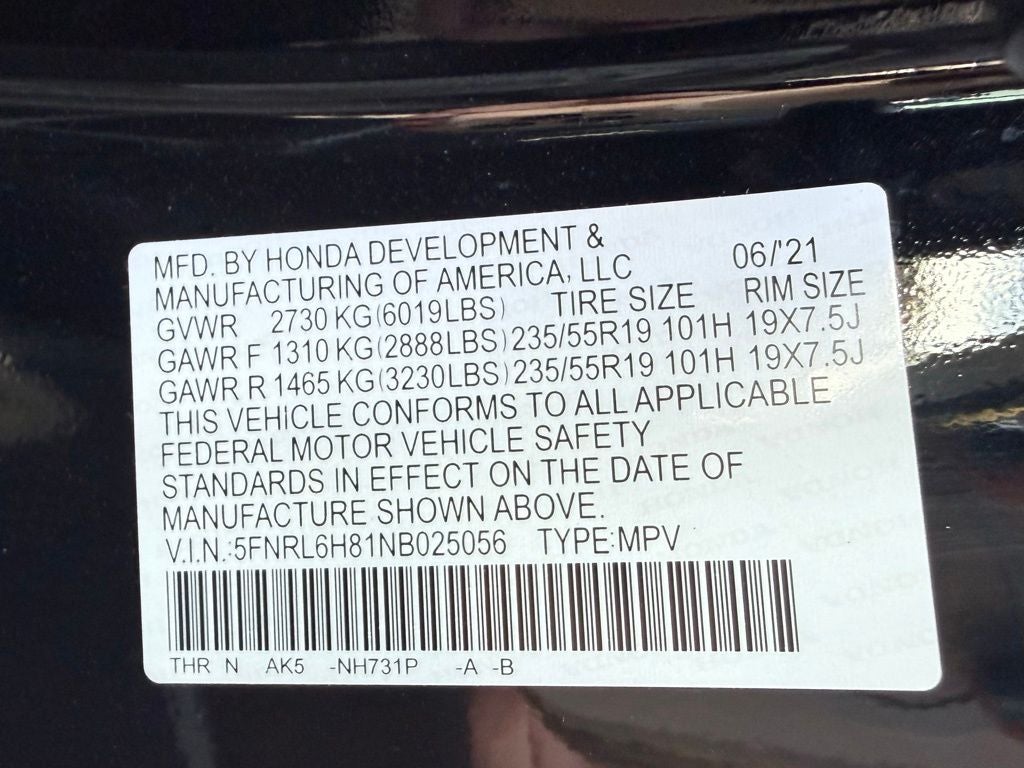 MFD. BY HONDA DEVELOPMENT &
MANUFACTURING OF AMERICA, LLC 06/'21
GVWR 2730 KG(6019LBS) TIRE SIZE RIM SIZE
GAWR F 1310 KG(2888LBS) 235/55R19 101H 19X7.5J
GAWR R 1465 KG(3230LBS) 235/55R19 101H 19X7.5J
THIS VEHICLE CONFORMS TO ALL APPLICABLE
FEDERAL MOTOR VEHICLE SAFETY
STANDARDS IN EFFECT ON THE DATE OF
MANUFACTURE SHOWN ABOVE.
V.I.N.:5FNRL6H81NB025056 TYPE:MPV
THR N AK5 -NH731P -A -B